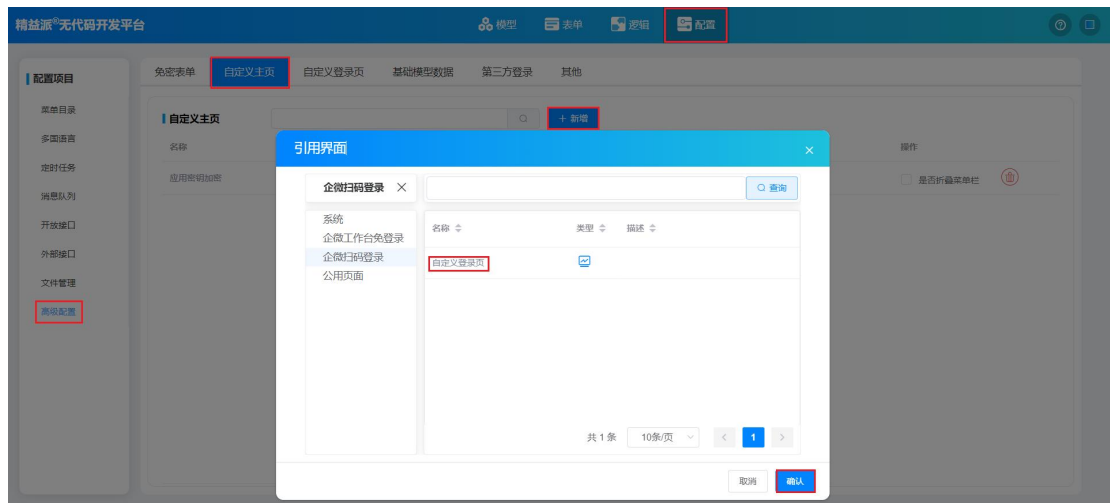 精益派®无代码开发平台
模型
表单
逻辑
配置
配置项目
菜单目录
多国语言
定时任务
消息队列
开放接口
外部接口
文件管理
高级配置
免密表单
自定义主页
自定义登录页
基础模型数据
第三方登录
其他
自定义主页
+ 新增
名称
操作
应用密钥加密
是否折叠菜单栏
引用界面
企微扫码登录
查询
系统
企微工作台免登录
企微扫码登录
公用页面
名称
类型
描述
自定义登录页
共 1 条
10条/页
1
取消
确认